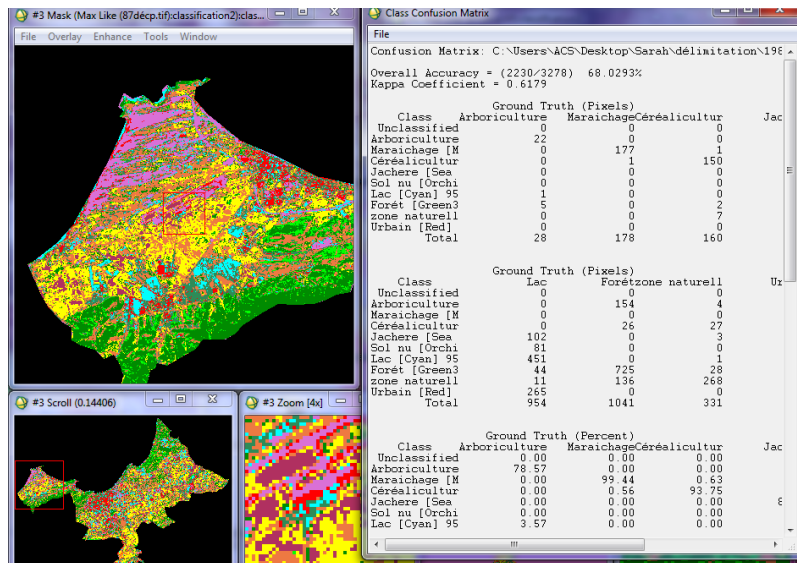 #3 Mask (Max Like (87décp.tif):classification2):clas...
File Overlay Enhance Tools Window
#3 Scroll (0.14406)
#3 Zoom [4x]
Class Confusion Matrix
File
Confusion Matrix: C:\Users\ACS\Desktop\Sarah\délimitation\198
Overall Accuracy = (2230/3278) 68.0293%
Kappa Coefficient = 0.6179
Ground Truth (Pixels)
Class Arboriculture MaraichageCéréalicultur Jac
Unclassified 0 0 0
Arboriculture 22 0 0
Maraichage [M 0 177 1
Céréalicultur 0 1 150
Jachere [Sea 0 0 0
Sol nu [Orchi 0 0 0
Lac [Cyan] 95 1 0 0
Forét [Green3 5 0 2
zone naturell 0 0 7
Urbain [Red] 0 0 0
Total 28 178 160
Ground Truth (Pixels)
Class Lac Forétzone naturell Ur
Unclassified 0 0 0
Arboriculture 0 154 4
Maraichage [M 0 0 0
Céréalicultur 0 26 27
Jachere [Sea 102 0 3
Sol nu [Orchi 81 0 0
Lac [Cyan] 95 451 0 1
Forét [Green3 44 725 28
zone naturell 11 136 268
Urbain [Red] 265 0 0
Total 954 1041 331
Ground Truth (Percent)
Class Arboriculture MaraichageCéréalicultur Jac
Unclassified 0.00 0.00 0.00
Arboriculture 78.57 0.00 0.00
Maraichage [M 0.00 99.44 0.63
Céréalicultur 0.00 0.56 93.75
Jachere [Sea 0.00 0.00 0.00 8
Sol nu [Orchi 0.00 0.00 0.00
Lac [Cyan] 95 3.57 0.00 0.00